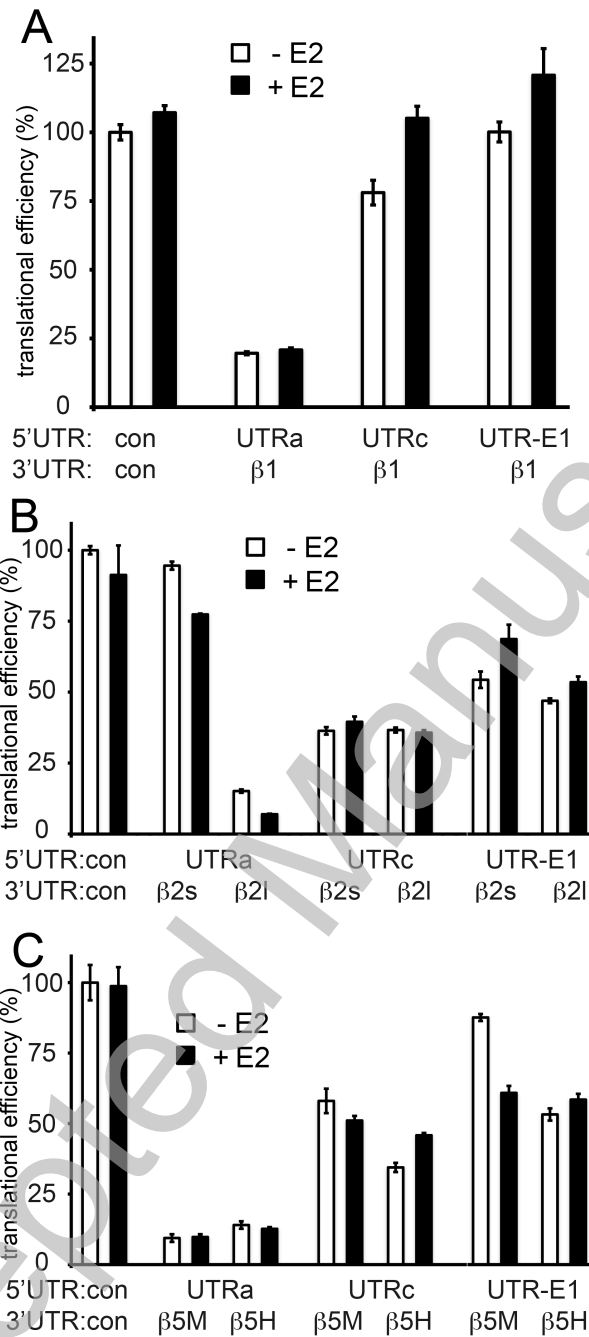 A
translational efficiency (%)
125
100
75
50
25
0
- E2
+ E2
5'UTR: con UTRa UTRc UTR-E1
3'UTR: con β1 β1 β1
B
translational efficiency (%)
100
75
50
25
0
- E2
+ E2
5'UTR:con UTRa UTRc UTR-E1
3'UTR:con β2s β2l β2s β2l β2s β2l
C
translational efficiency (%)
100
75
50
25
0
- E2
+ E2
5'UTR:con UTRa UTRc UTR-E1
3'UTR:con β5M β5H β5M β5H β5M β5H
epted Manus